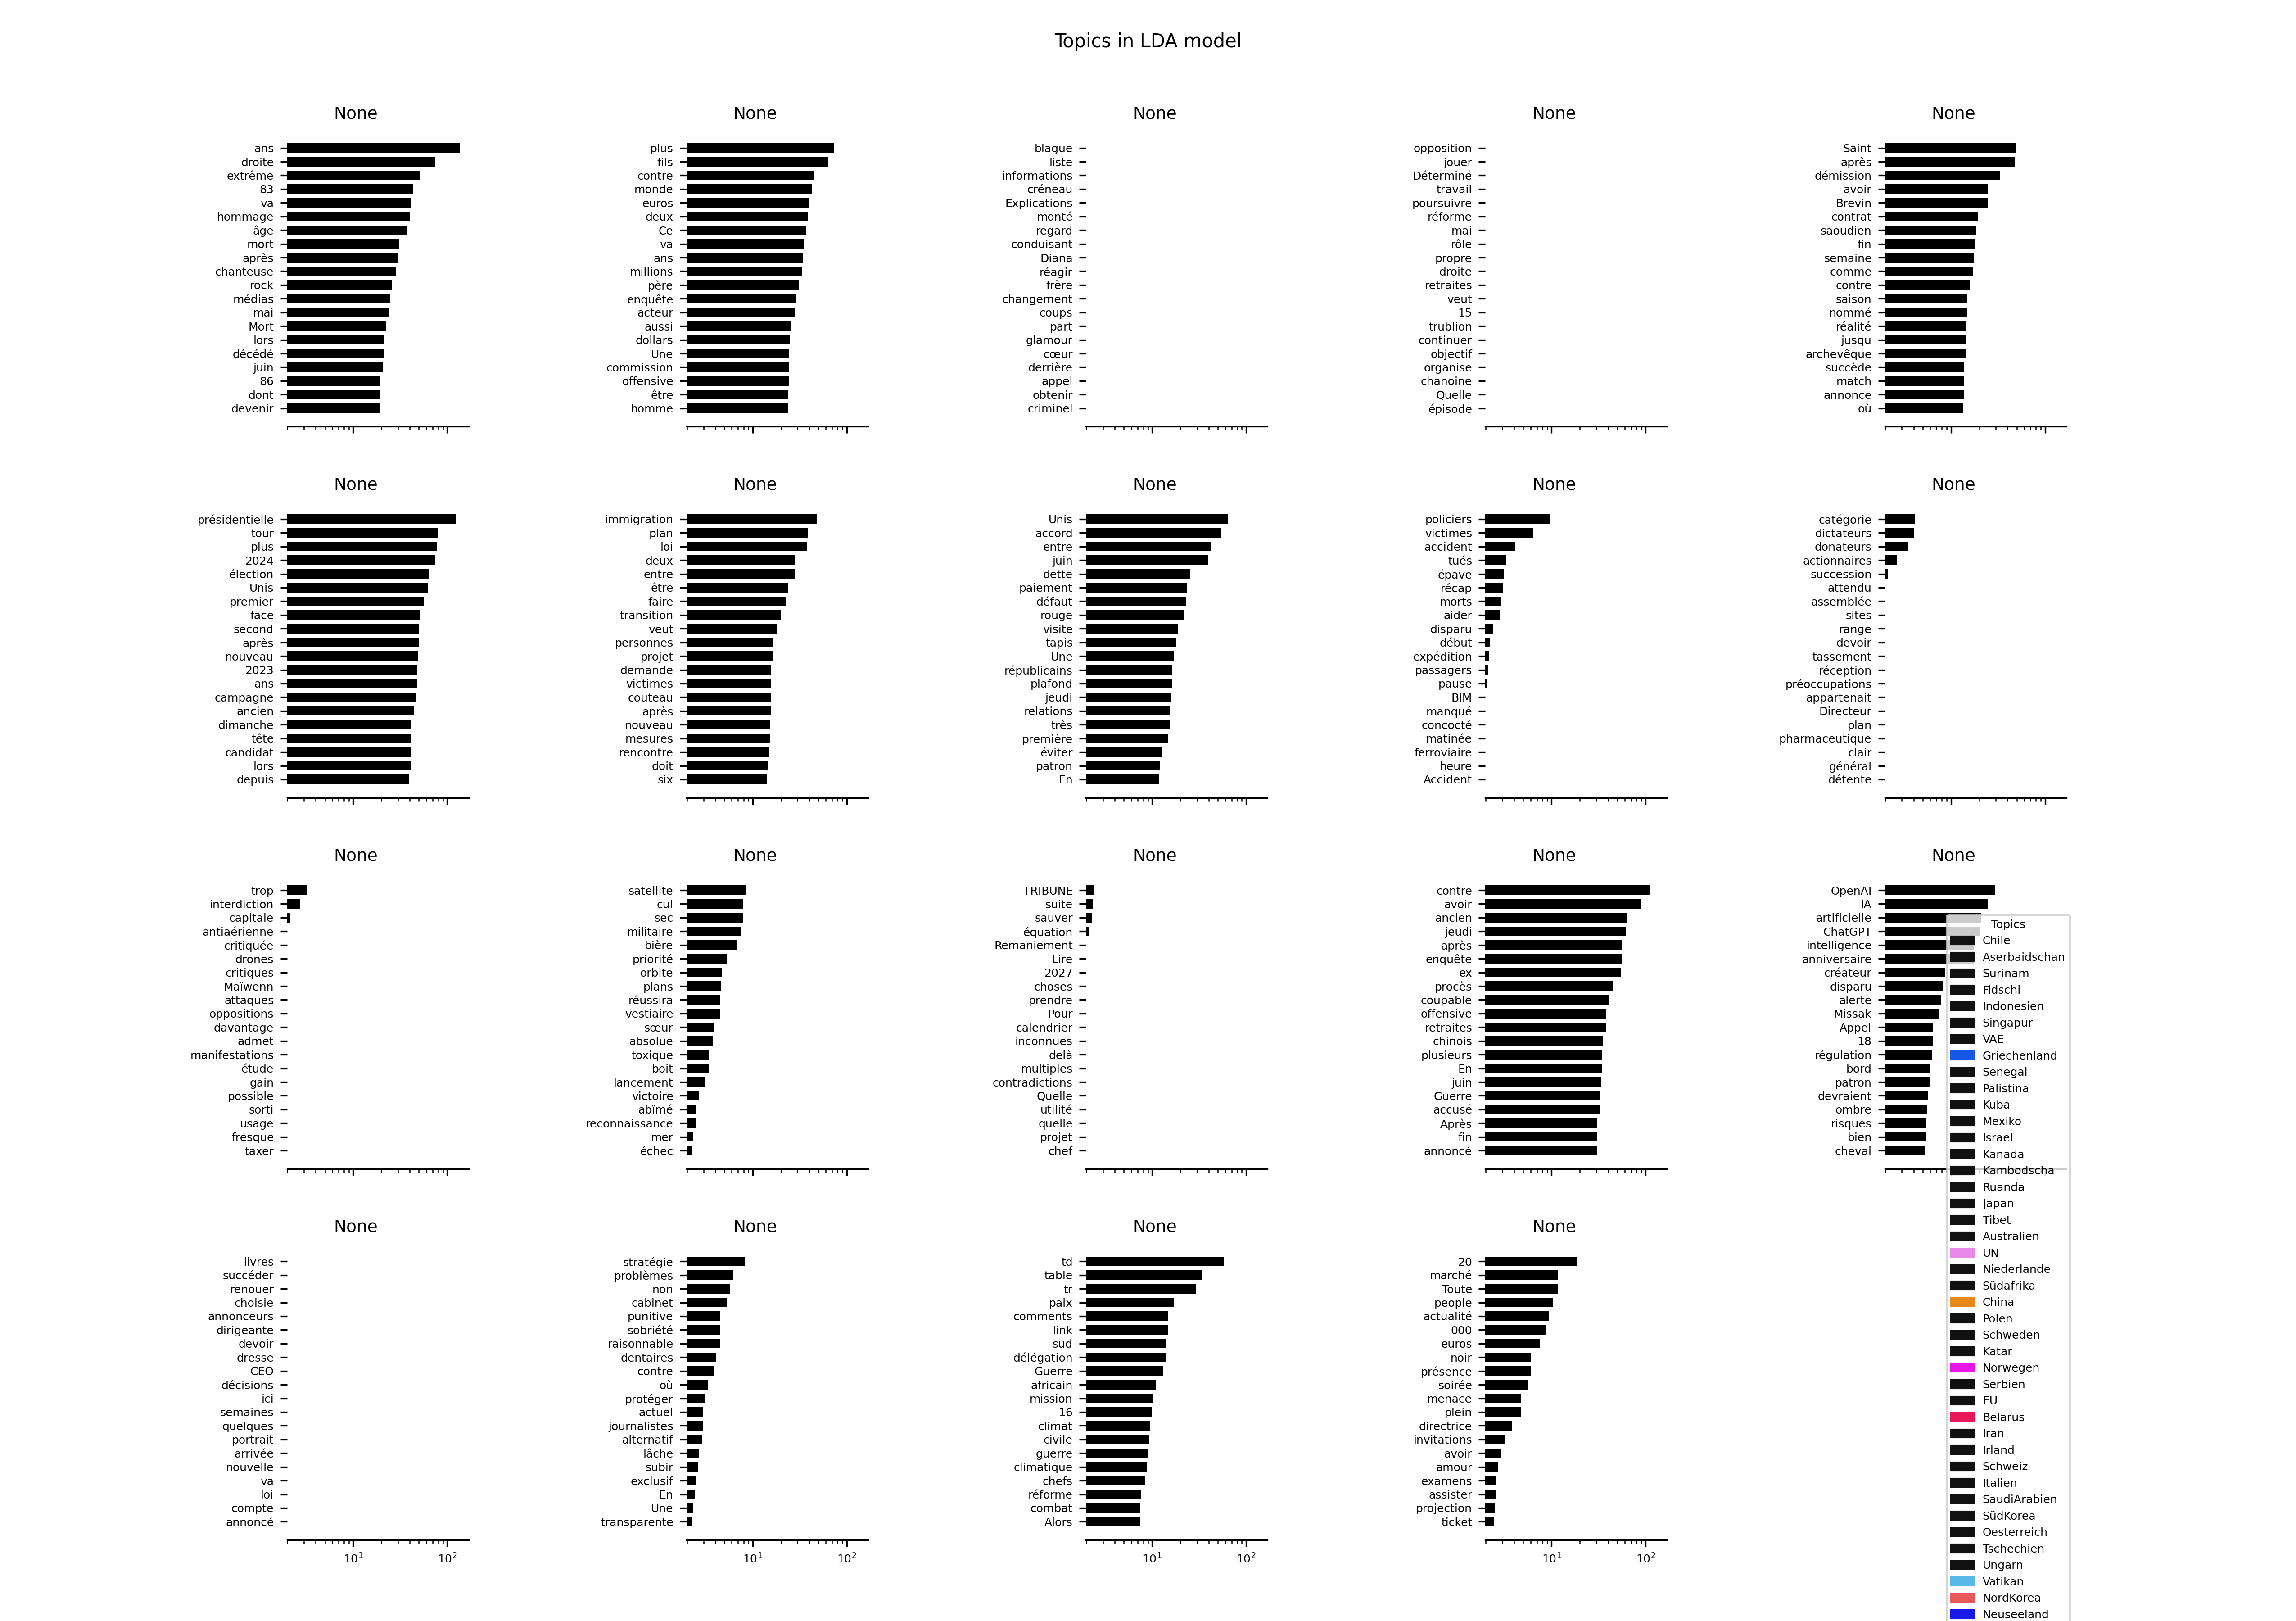 Topics in LDA model
None
ans
droite
extrême
83
va
hommage
âge
mort
après
chanteuse
rock
médias
mai
Mort
lors
décédé
juin
86
dont
devenir
None
plus
fils
contre
monde
euros
deux
Ce
va
ans
millions
père
enquête
acteur
aussi
dollars
Une
commission
offensive
être
homme
None
blague
liste
informations
créneau
Explications
monté
regard
conduisant
Diana
réagir
frère
changement
coups
part
glamour
cœur
derrière
appel
obtenir
criminel
None
opposition
jouer
Déterminé
travail
poursuivre
réforme
mai
rôle
propre
droite
retraites
veut
15
trublion
continuer
objectif
organise
chanoine
Quelle
épisode
None
Saint
après
démission
avoir
Brevin
contrat
saoudien
fin
semaine
comme
contre
saison
nommé
réalité
jusqu
archevêque
succède
match
annonce
où
None
présidentielle
tour
plus
2024
élection
Unis
premier
face
second
après
nouveau
2023
ans
campagne
ancien
dimanche
tête
candidat
lors
depuis
None
immigration
plan
loi
deux
entre
être
faire
transition
veut
personnes
projet
demande
victimes
couteau
après
nouveau
mesures
rencontre
doit
six
None
Unis
accord
entre
juin
dette
paiement
défaut
rouge
visite
tapis
Une
républicains
plafond
jeudi
relations
très
première
éviter
patron
En
None
policiers
victimes
accident
tués
épave
récap
morts
aider
disparu
début
expédition
passagers
pause
BIM
manqué
concocté
matinée
ferroviaire
heure
Accident
None
catégorie
dictateurs
donateurs
actionnaires
succession
attendu
assemblée
sites
range
devoir
tassement
réception
préoccupations
appartenait
Directeur
plan
pharmaceutique
clair
général
détente
None
trop
interdiction
capitale
antiaérienne
critiquée
drones
critiques
Maïwenn
attaques
oppositions
davantage
admet
manifestations
étude
gain
possible
sorti
usage
fresque
taxer
None
satellite
cul
sec
militaire
bière
priorité
orbite
plans
réussira
vestiaire
sœur
absolue
toxique
boit
lancement
victoire
abîmé
reconnaissance
mer
échec
None
TRIBUNE
suite
sauver
équation
Remaniement
Lire
2027
choses
prendre
Pour
calendrier
inconnues
delà
multiples
contradictions
Quelle
utilité
quelle
projet
chef
None
contre
avoir
ancien
jeudi
après
enquête
ex
procès
coupable
offensive
retraites
chinois
plusieurs
En
juin
Guerre
accusé
Après
fin
annoncé
None
OpenAI
IA
artificielle
ChatGPT
intelligence
anniversaire
créateur
disparu
alerte
Missak
Appel
18
régulation
bord
patron
devraient
ombre
risques
bien
cheval
None
livres
succéder
renouer
choisie
annonceurs
dirigeante
devoir
dresse
CEO
décisions
ici
semaines
quelques
portrait
arrivée
nouvelle
va
loi
compte
annoncé
10¹ 10²
None
stratégie
problèmes
non
cabinet
punitive
sobriété
raisonnable
dentaires
contre
où
protéger
actuel
journalistes
alternatif
lâche
subir
exclusif
En
Une
transparente
10¹ 10²
None
td
table
tr
paix
comments
link
sud
délégation
Guerre
africain
mission
16
climat
civile
guerre
climatique
chefs
réforme
combat
Alors
10¹ 10²
None
20
marché
Toute
people
actualité
000
euros
noir
présence
soirée
menace
plein
directrice
invitations
avoir
amour
examens
assister
projection
ticket
10¹ 10²
Topics
Chile
Aserbaidschan
Surinam
Fidschi
Indonesien
Singapur
VAE
Griechenland
Senegal
Palistina
Kuba
Mexiko
Israel
Kanada
Kambodscha
Ruanda
Japan
Tibet
Australien
UN
Niederlande
Südafrika
China
Polen
Schweden
Katar
Norwegen
Serbien
EU
Belarus
Iran
Irland
Schweiz
Italien
SaudiArabien
SüdKorea
Oesterreich
Tschechien
Ungarn
Vatikan
NordKorea
Neuseeland